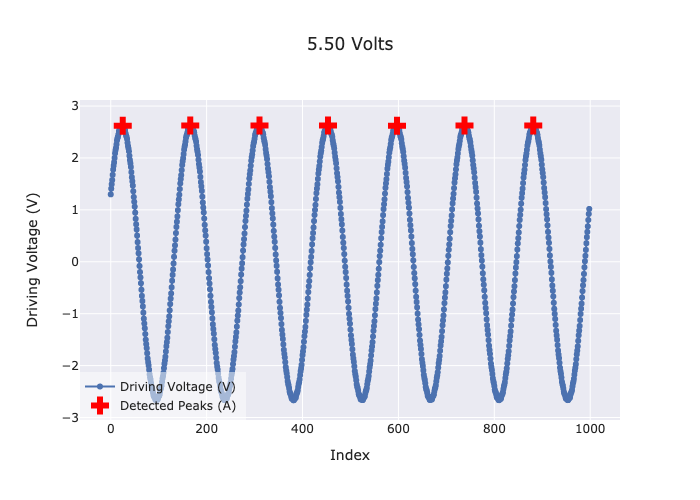 5.50 Volts
3
2
1
0
−1
−2
−3
Driving Voltage (V)
Driving Voltage (V)
Detected Peaks (A)
0
200
400
600
800
1000
Index